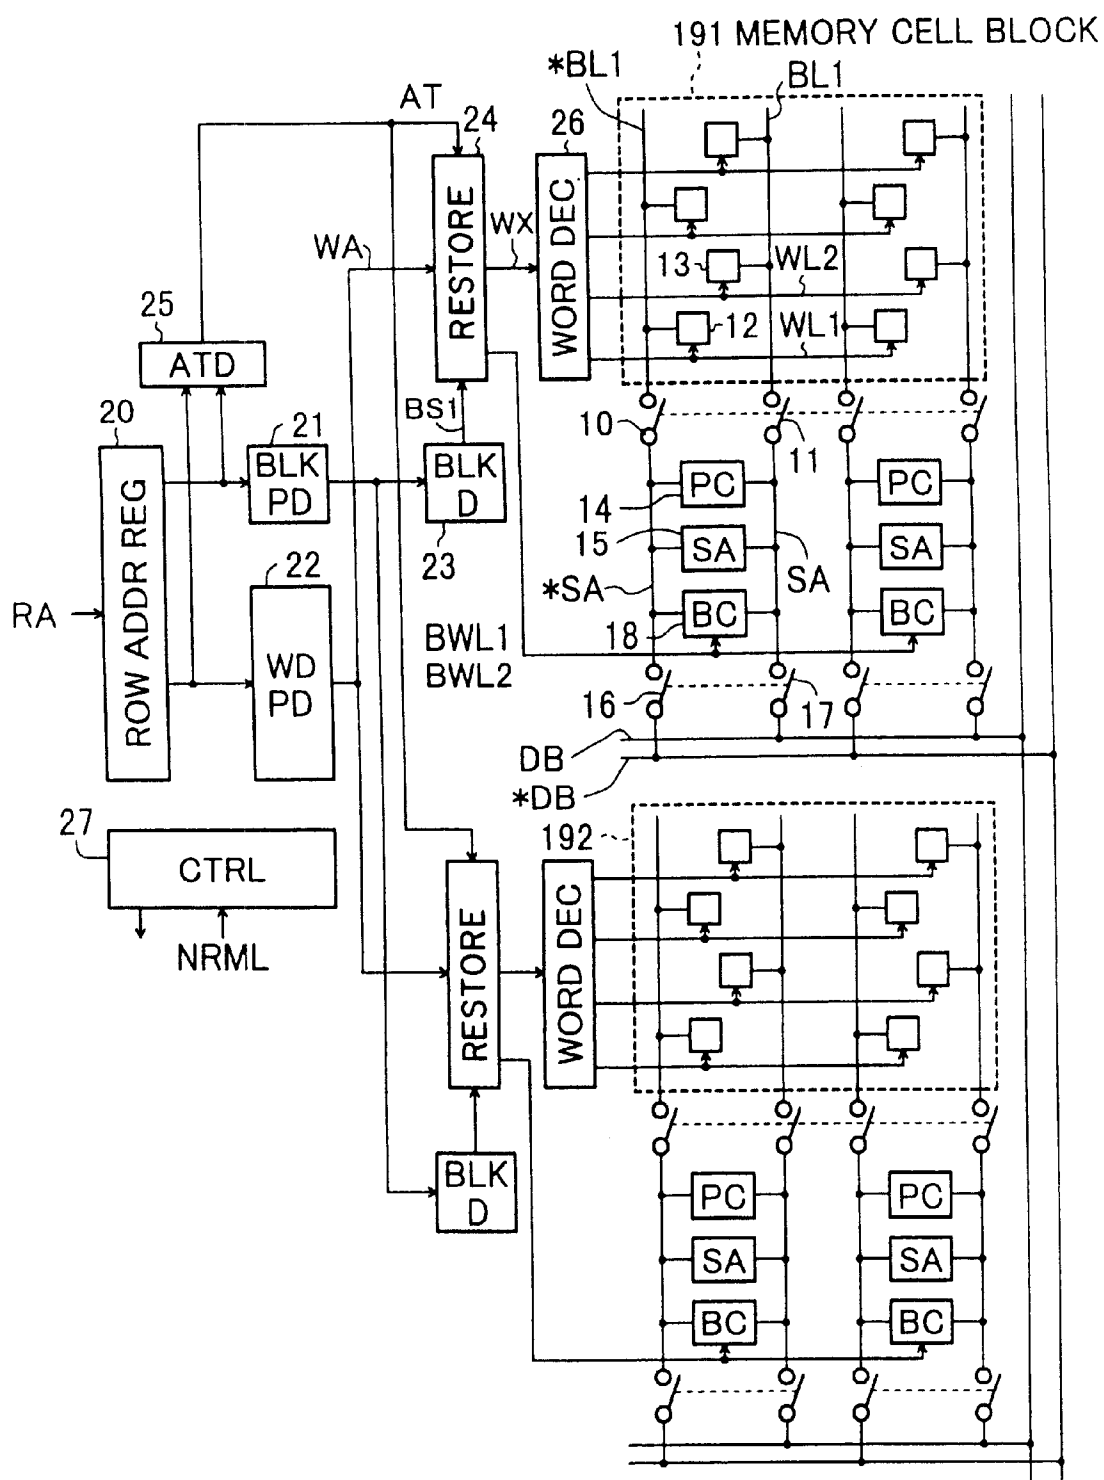 191 MEMORY CELL BLOCK
*BL1
BL1
AT
24
26
RESTORE
WORD DEC
WA
WX
13
WL2
12
WL1
25
ATD
BS1
20
21
BLK PD
BLK D
23
10
11
ROW ADDR REG
PC
PC
14
15
SA
SA
*SA
SA
22
WD PD
RA
BC
BC
18
BWL1
BWL2
16
17
DB
*DB
27
CTRL
NRML
192
RESTORE
WORD DEC
BLK D
PC
PC
SA
SA
BC
BC